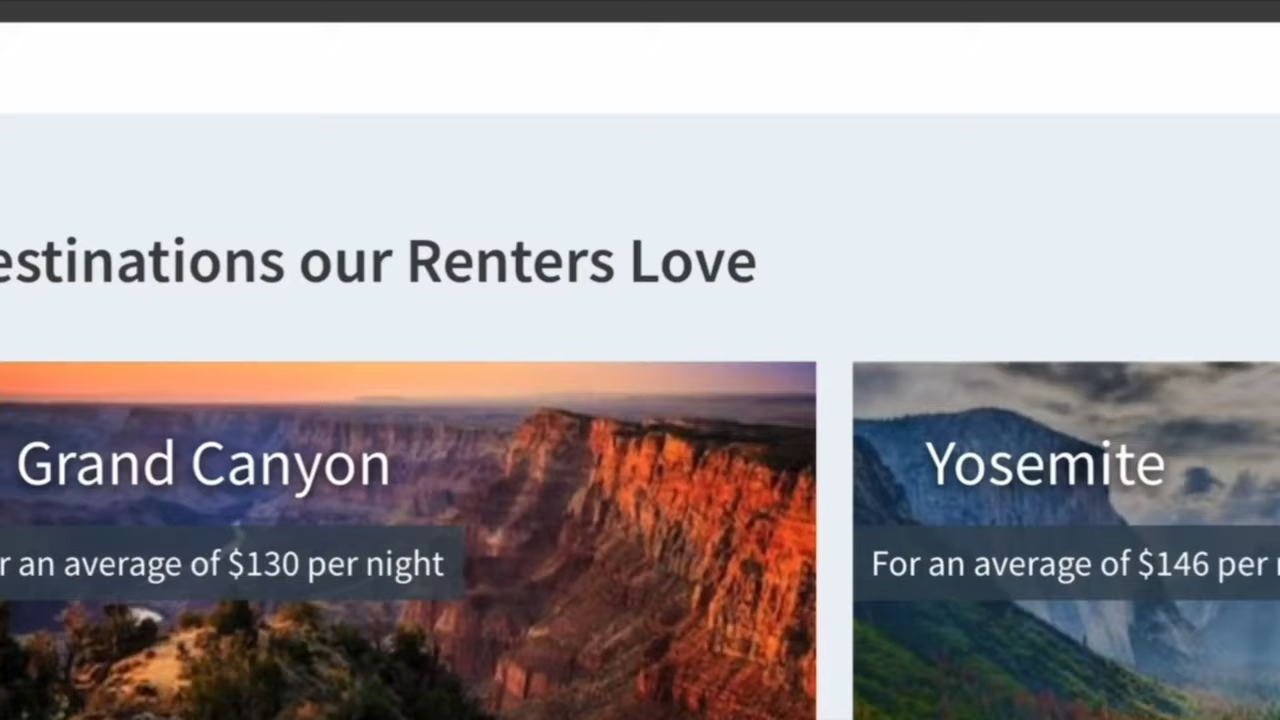 estinations our Renters Love
Grand Canyon
Yosemite
r an average of $130 per night
For an average of $146 per